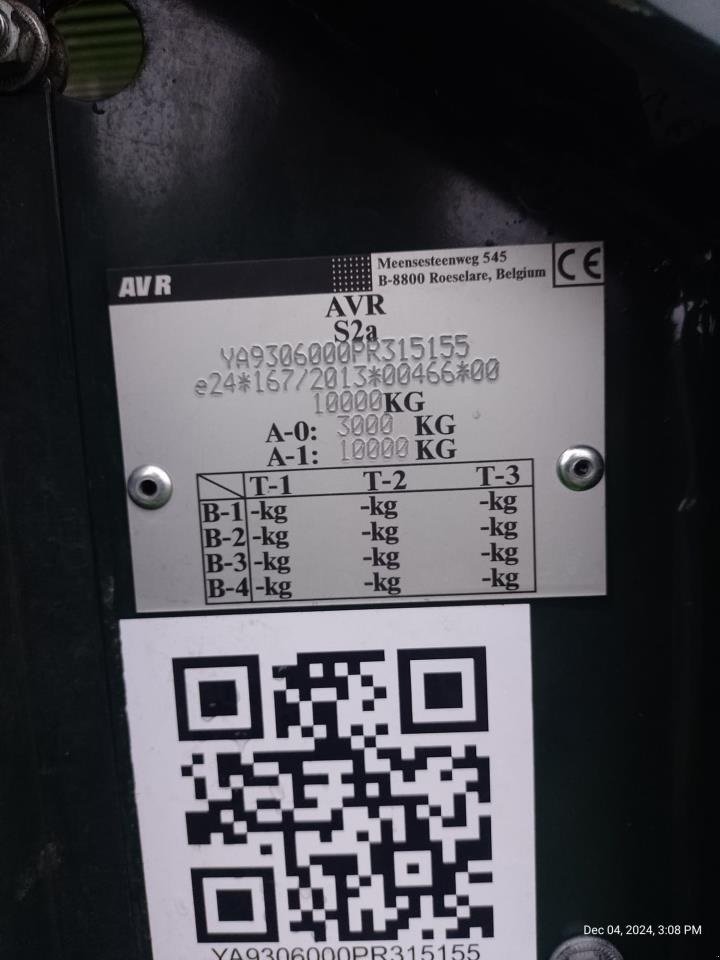 AVR
Meensesteenweg 545
B-8800 Roeselare, Belgium
CE
AVR
S2a
YA9306000PR315155
e24*167/2013*00466*00
10000KG
A-0: 3000 KG
A-1: 10000 KG
T-1 T-2 T-3
B-1 -kg -kg -kg
B-2 -kg -kg -kg
B-3 -kg -kg -kg
B-4 -kg -kg -kg
YA9306000PR315155
Dec 04, 2024, 3:08 PM